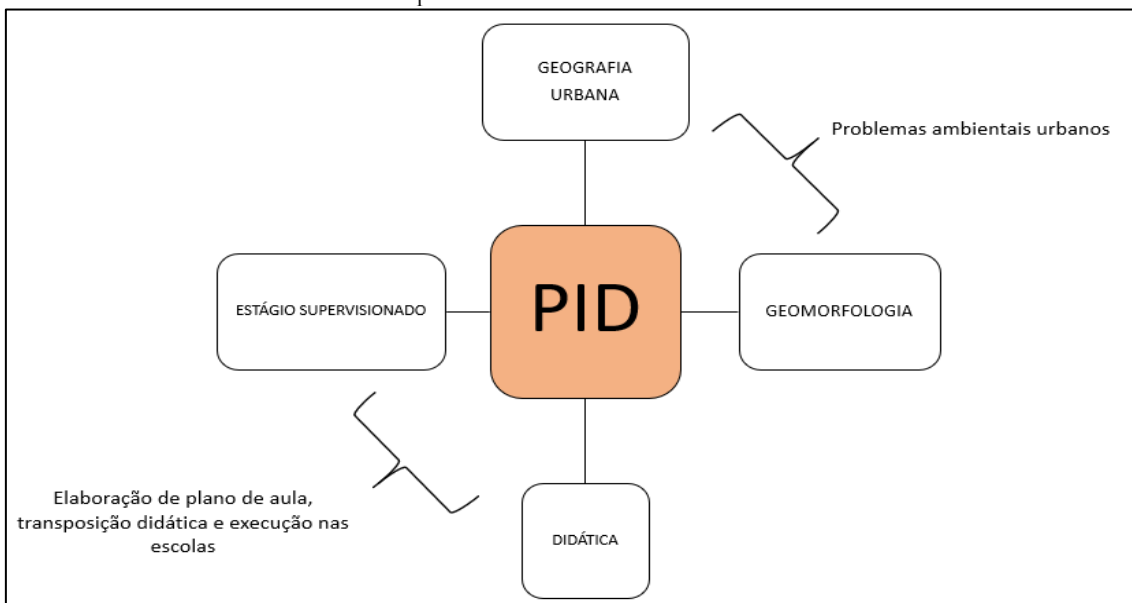 GEOGRAFIA
URBANA
Problemas ambientais urbanos
ESTÁGIO SUPERVISIONADO
PID
GEOMORFOLOGIA
Elaboração de plano de aula,
transposição didática e execução nas
escolas
DIDÁTICA